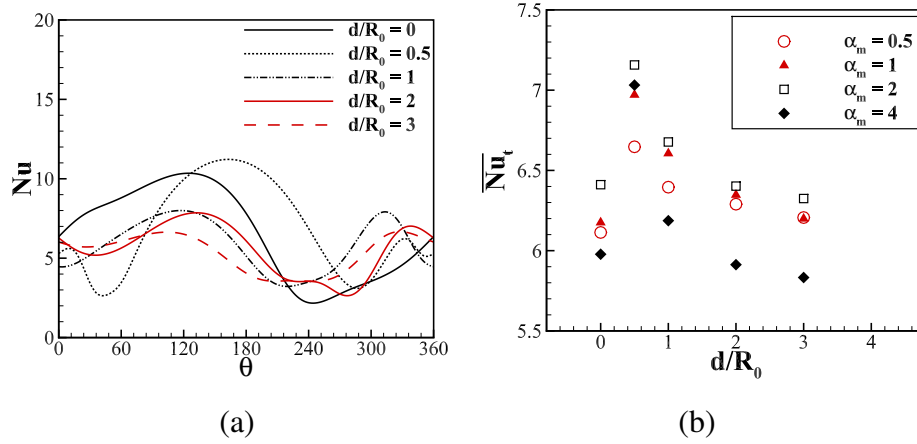 20
15
10
5
0
Nu
0
60
120
180
240
300
360
θ
d/R₀ = 0
d/R₀ = 0.5
d/R₀ = 1
d/R₀ = 2
d/R₀ = 3
(a)
7.5
7
6.5
6
5.5
N̅u̅ₜ
0
1
2
3
4
d/R₀
αₘ = 0.5
αₘ = 1
αₘ = 2
αₘ = 4
(b)